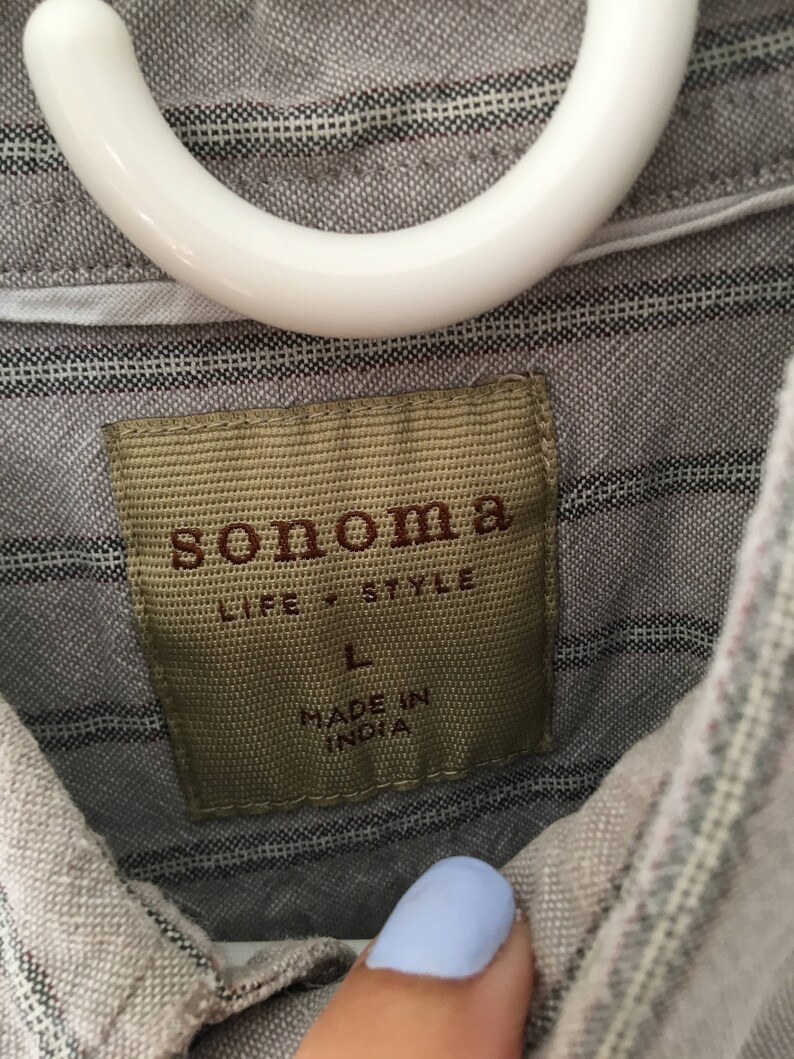 sonoma
LIFE + STYLE
L
MADE IN
INDIA